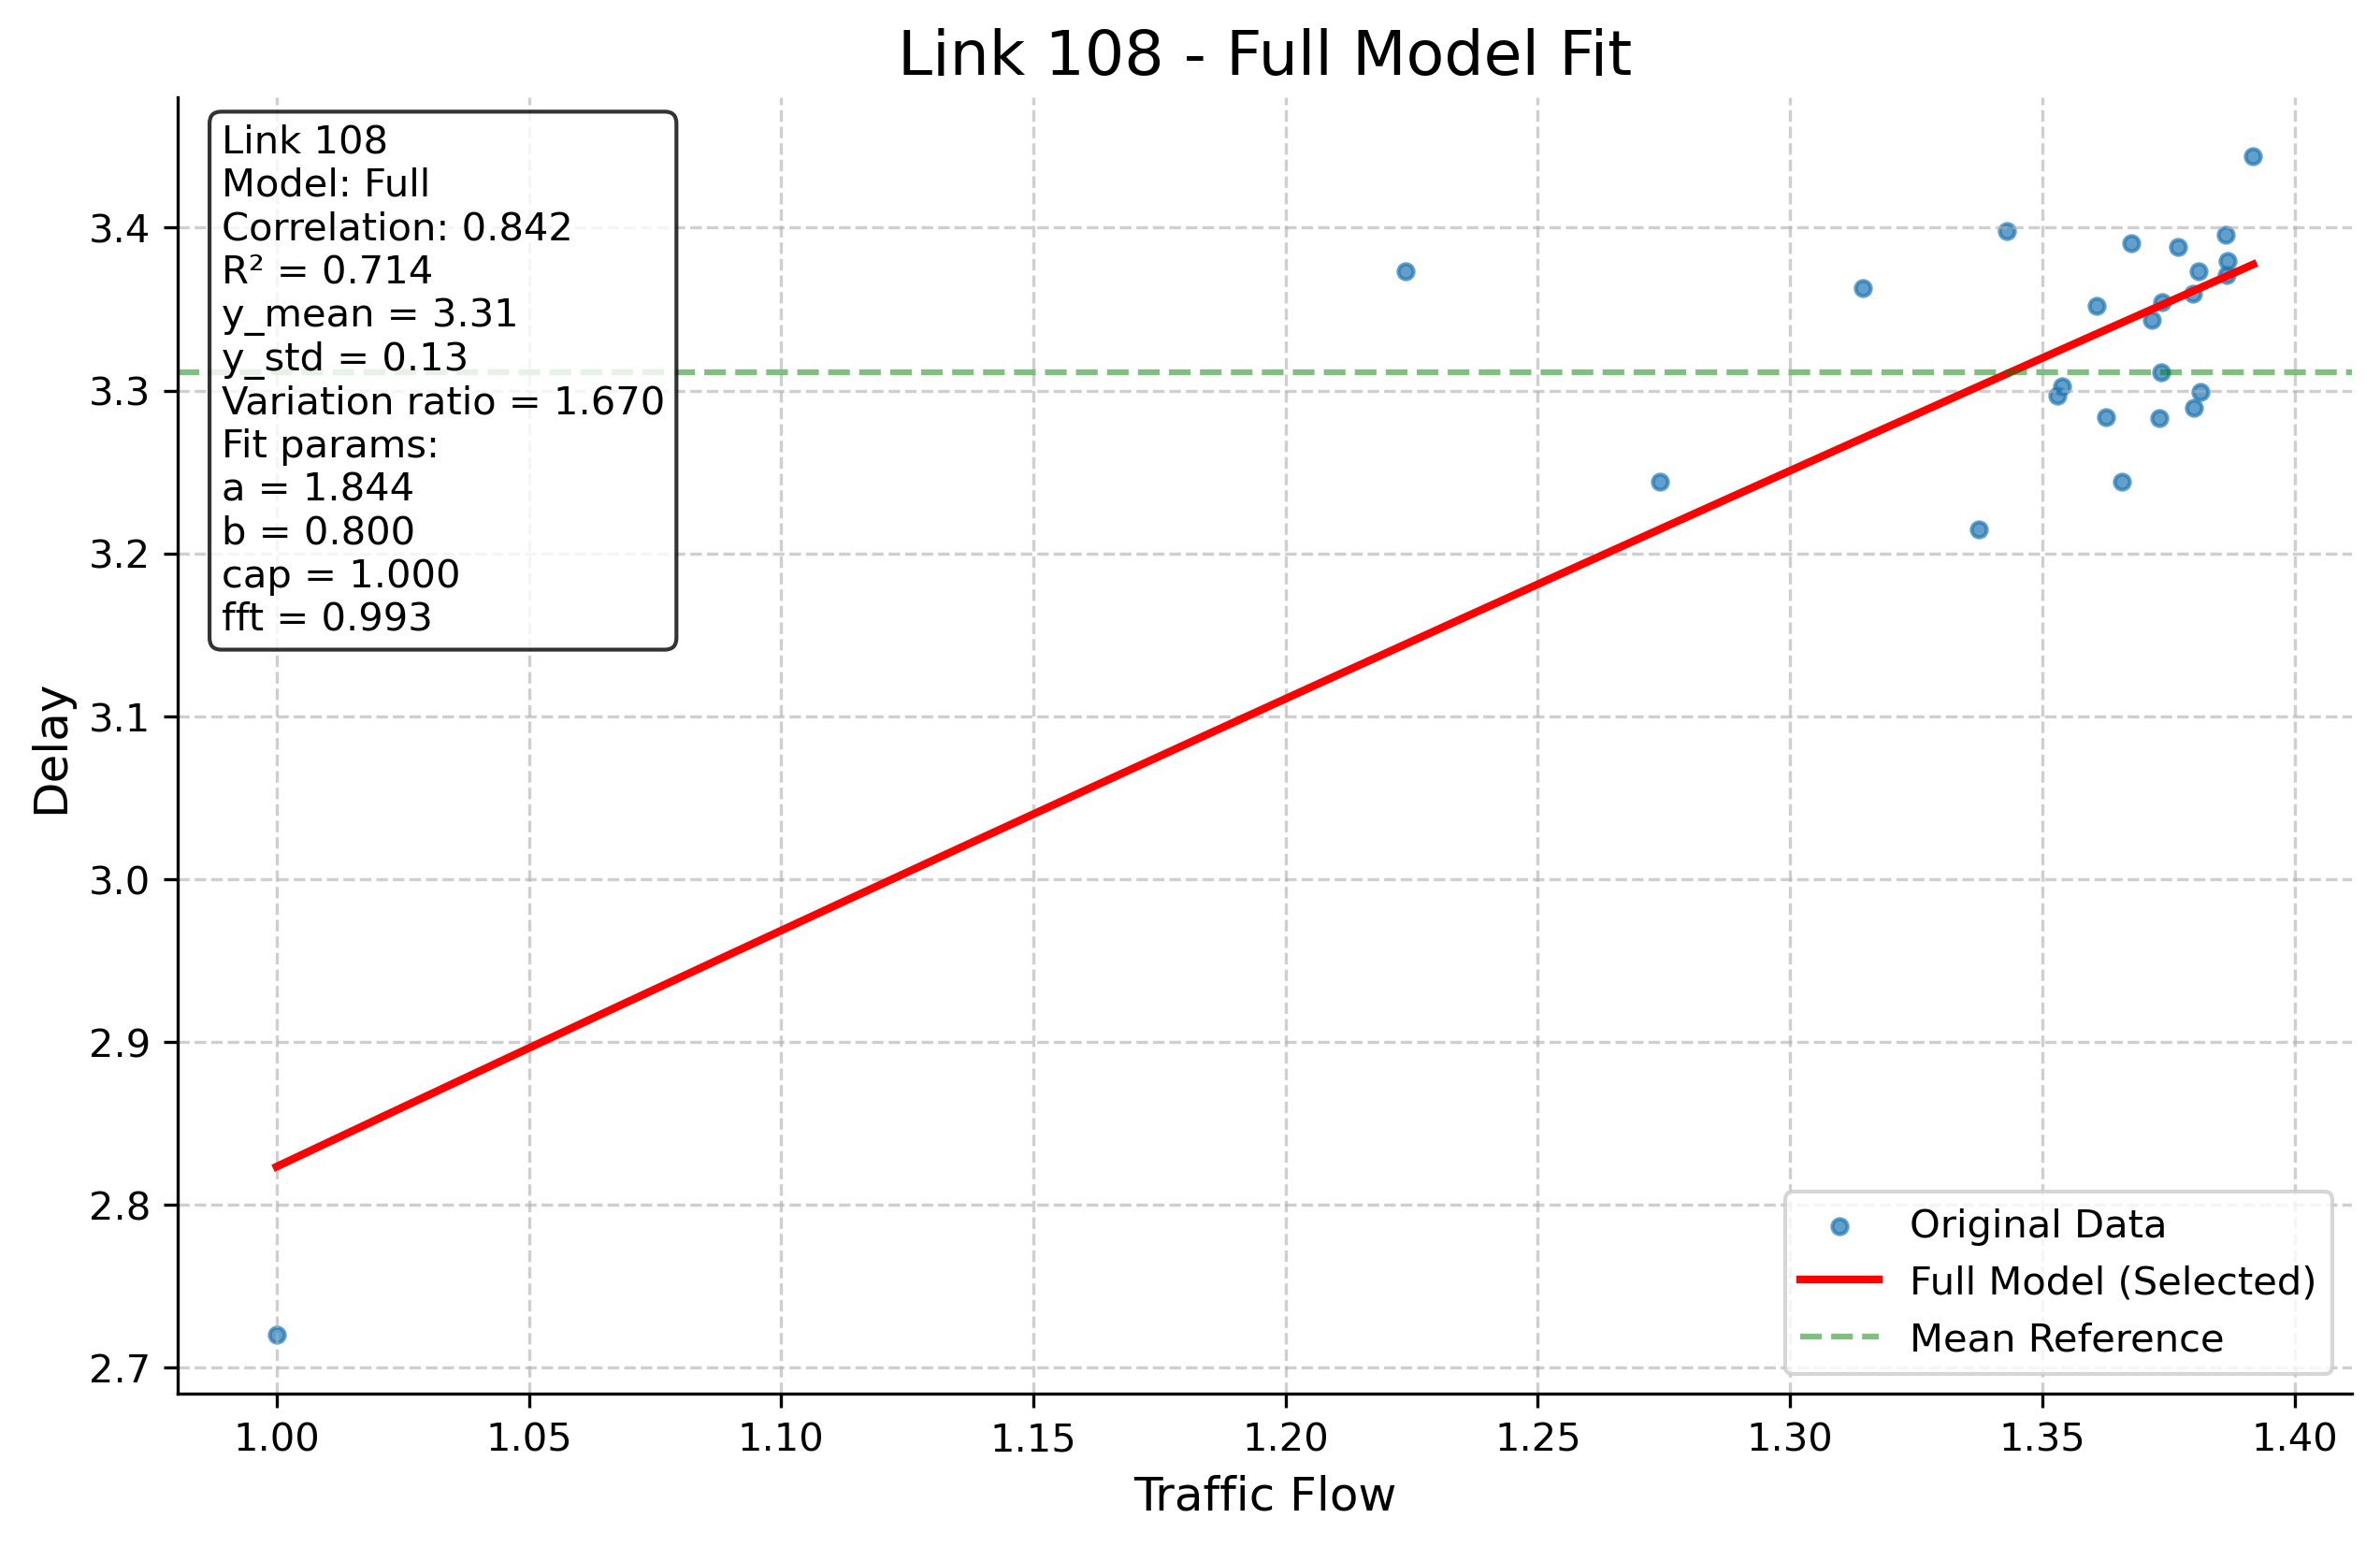 Link 108 - Full Model Fit
Link 108
Model: Full
Correlation: 0.842
R² = 0.714
y_mean = 3.31
y_std = 0.13
Variation ratio = 1.670
Fit params:
a = 1.844
b = 0.800
cap = 1.000
fft = 0.993
3.4
3.3
3.2
3.1
3.0
2.9
2.8
2.7
Delay
Original Data
Full Model (Selected)
Mean Reference
1.00 1.05 1.10 1.15 1.20 1.25 1.30 1.35 1.40
Traffic Flow